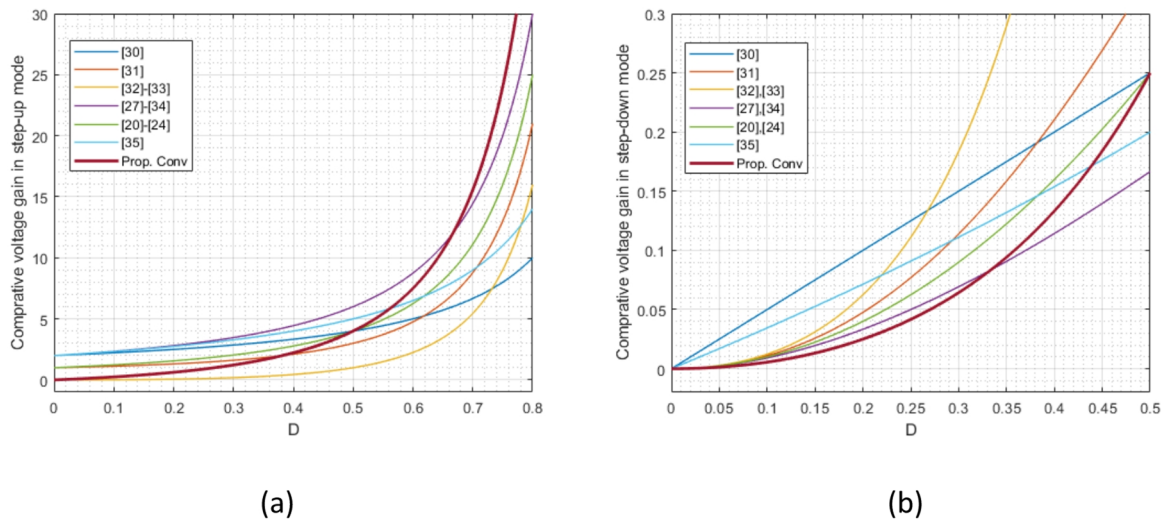 Comprative voltage gain in step-up mode
30
25
20
15
10
5
0
[30]
[31]
[32]-[33]
[27]-[34]
[20]-[24]
[35]
Prop. Conv
0 0.1 0.2 0.3 0.4 0.5 0.6 0.7 0.8
D
(a)
Comprative voltage gain in step-down mode
0.3
0.25
0.2
0.15
0.1
0.05
0
[30]
[31]
[32],[33]
[27],[34]
[20],[24]
[35]
Prop. Conv
0 0.05 0.1 0.15 0.2 0.25 0.3 0.35 0.4 0.45 0.5
D
(b)